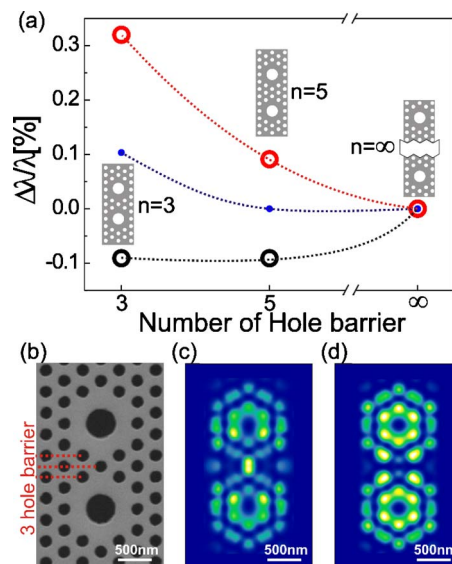 (a)
0.3
0.2
0.1
0.0
-0.1
Δλ/λ[%]
n=3
n=5
n=∞
3
5
∞
Number of Hole barrier
(b)
(c)
(d)
3 hole barrier
500nm
500nm
500nm